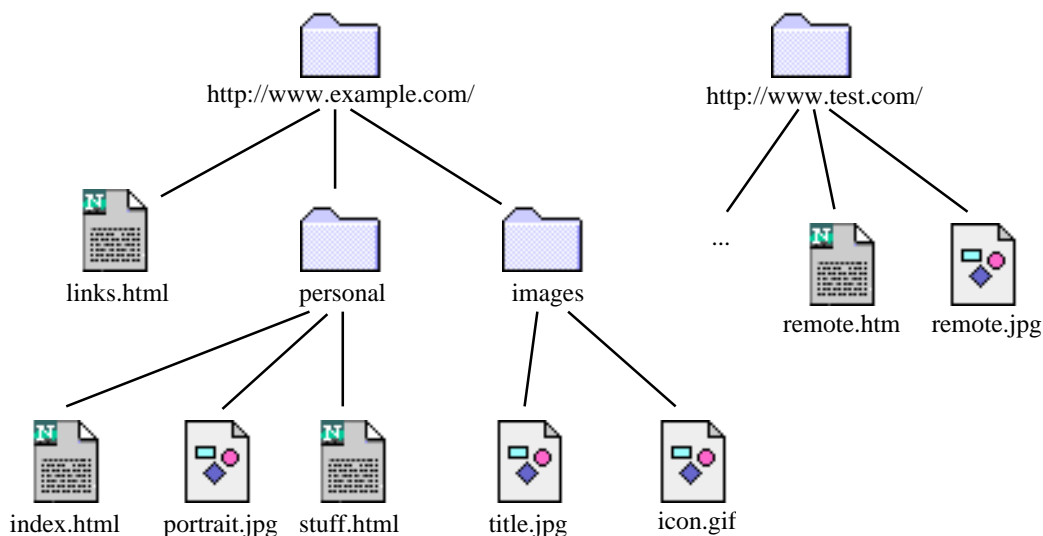 http://www.example.com/
http://www.test.com/
links.html
personal
images
...
remote.htm
remote.jpg
index.html
portrait.jpg
stuff.html
title.jpg
icon.gif
N
N
N
N